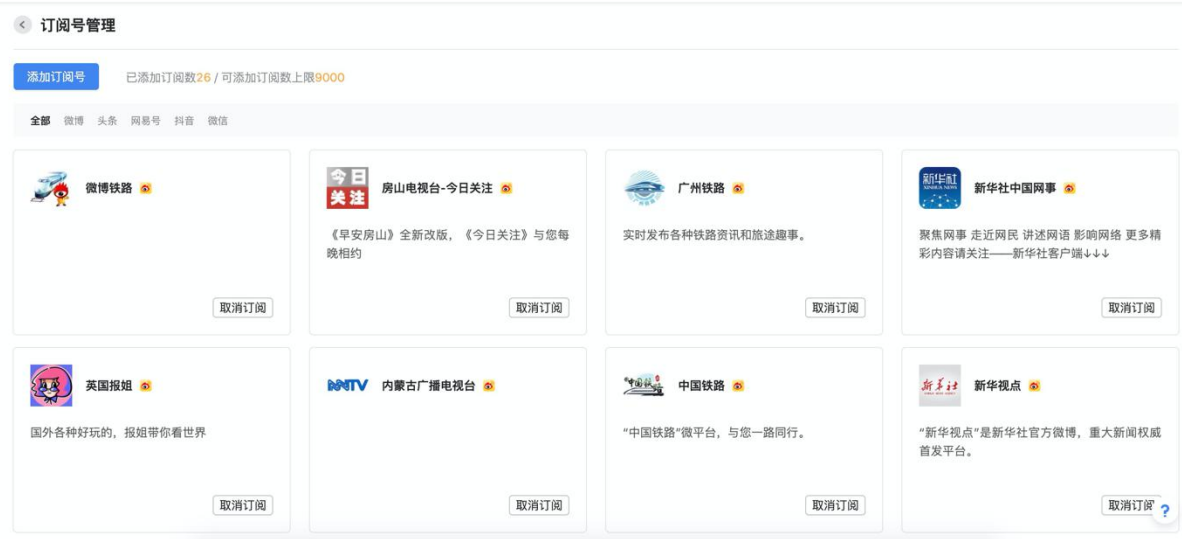 订阅号管理
添加订阅号 已添加订阅数26 / 可添加订阅数上限9000
全部 微博 头条 网易号 抖音 微信
微博铁路
取消订阅
今日
关注
房山电视台-今日关注
《早安房山》全新改版，《今日关注》与您每
晚相约
取消订阅
广州铁路
实时发布各种铁路资讯和旅途趣事。
取消订阅
新华社
XINHUA NEWS
新华社中国网事
聚焦网事 走近网民 讲述网语 影响网络 更多精
彩内容请关注——新华社客户端↓↓↓
取消订阅
英国报姐
国外各种好玩的，报姐带你看世界
取消订阅
NMTV
内蒙古广播电视台
取消订阅
中国铁路
“中国铁路”微平台，与您一路同行。
取消订阅
新华社
新华视点
“新华视点”是新华社官方微博，重大新闻权威
首发平台。
取消订阅
?